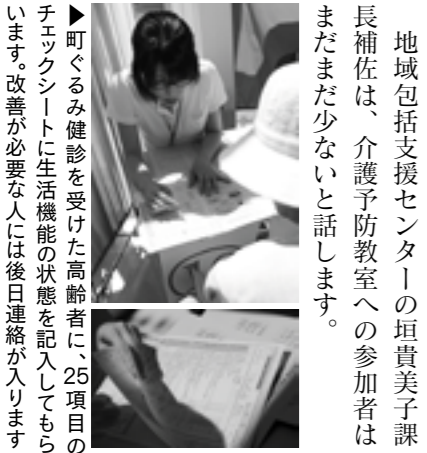 地域包括支援センターの垣貴美子課
長補佐は、介護予防教室への参加者は
まだまだ少ないと話します。
▶町ぐるみ健診を受けた高齢者に、25項目の
チェックシートに生活機能の状態を記入してもら
います。改善が必要な人には後日連絡が入ります